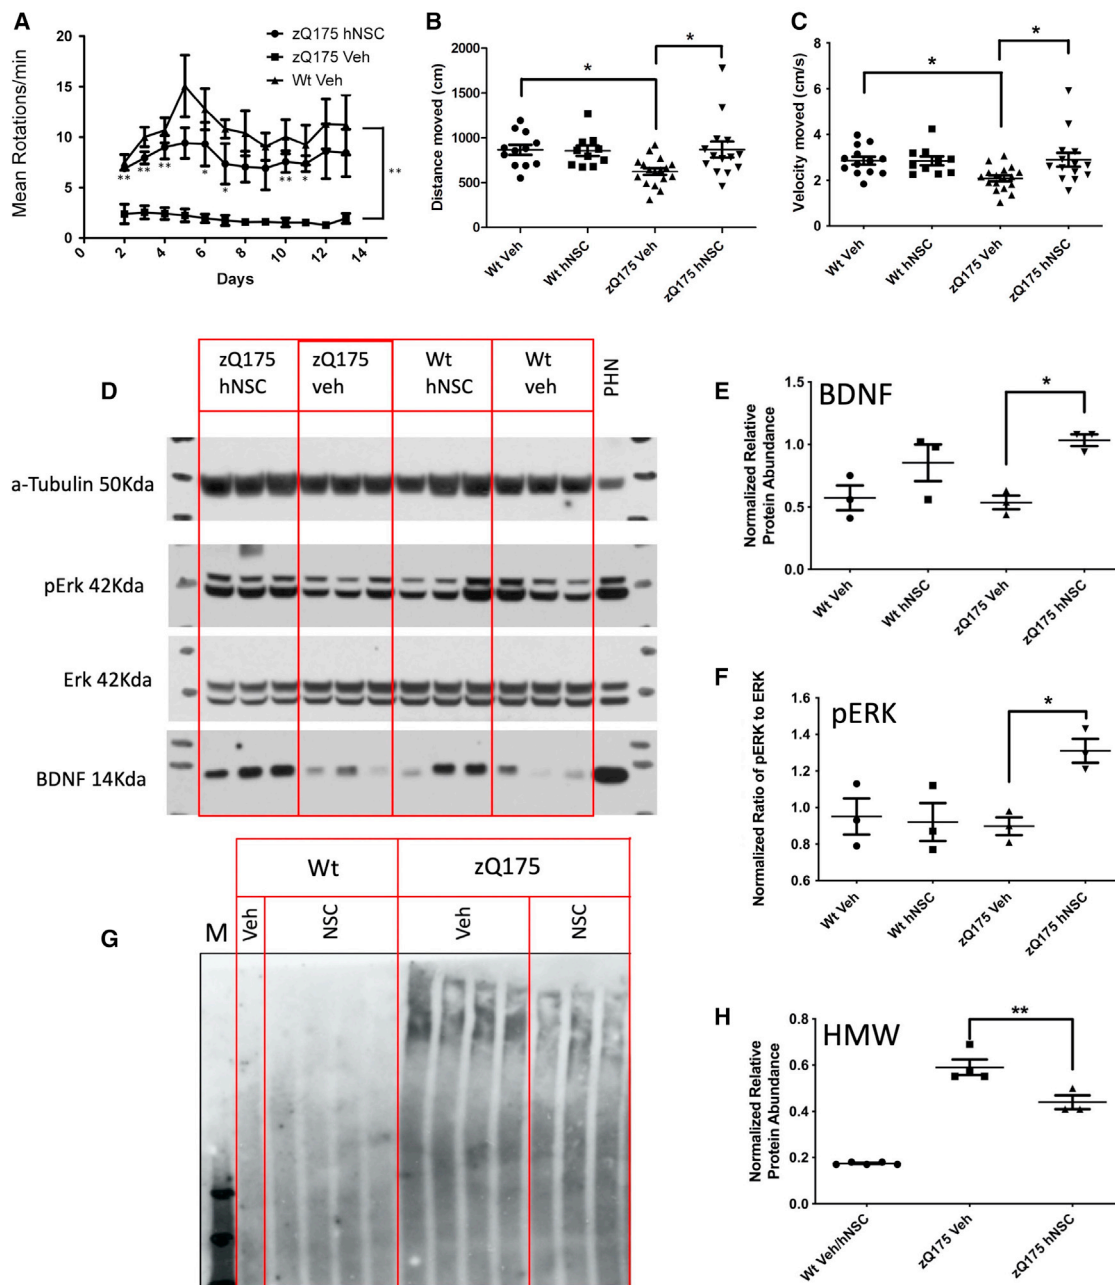 A
Mean Rotations/min
20
15
10
5
0
zQ175 hNSC
zQ175 Veh
Wt Veh
** ** ** * * ** *
**
0 2 4 6 8 10 12 14
Days
B
Distance moved (cm)
2000
1500
1000
500
0
*
*
Wt Veh
Wt hNSC
zQ175 Veh
zQ175 hNSC
C
Velocity moved (cm/s)
8
6
4
2
0
*
*
Wt Veh
Wt hNSC
zQ175 Veh
zQ175 hNSC
D
zQ175 hNSC
zQ175 veh
Wt hNSC
Wt veh
PHN
a-Tubulin 50Kda
pErk 42Kda
Erk 42Kda
BDNF 14Kda
E
BDNF
Normalized Relative
Protein Abundance
1.5
1.0
0.5
0.0
*
Wt Veh
Wt hNSC
zQ175 Veh
zQ175 hNSC
F
pERK
Normalized Ratio of pERK to ERK
1.6
1.4
1.2
1.0
0.8
0.6
*
Wt Veh
Wt hNSC
zQ175 Veh
zQ175 hNSC
G
Wt
zQ175
M
Veh
NSC
Veh
NSC
H
HMW
Normalized Relative
Protein Abundance
0.8
0.6
0.4
0.2
0.0
**
Wt Veh/hNSC
zQ175 Veh
zQ175 hNSC